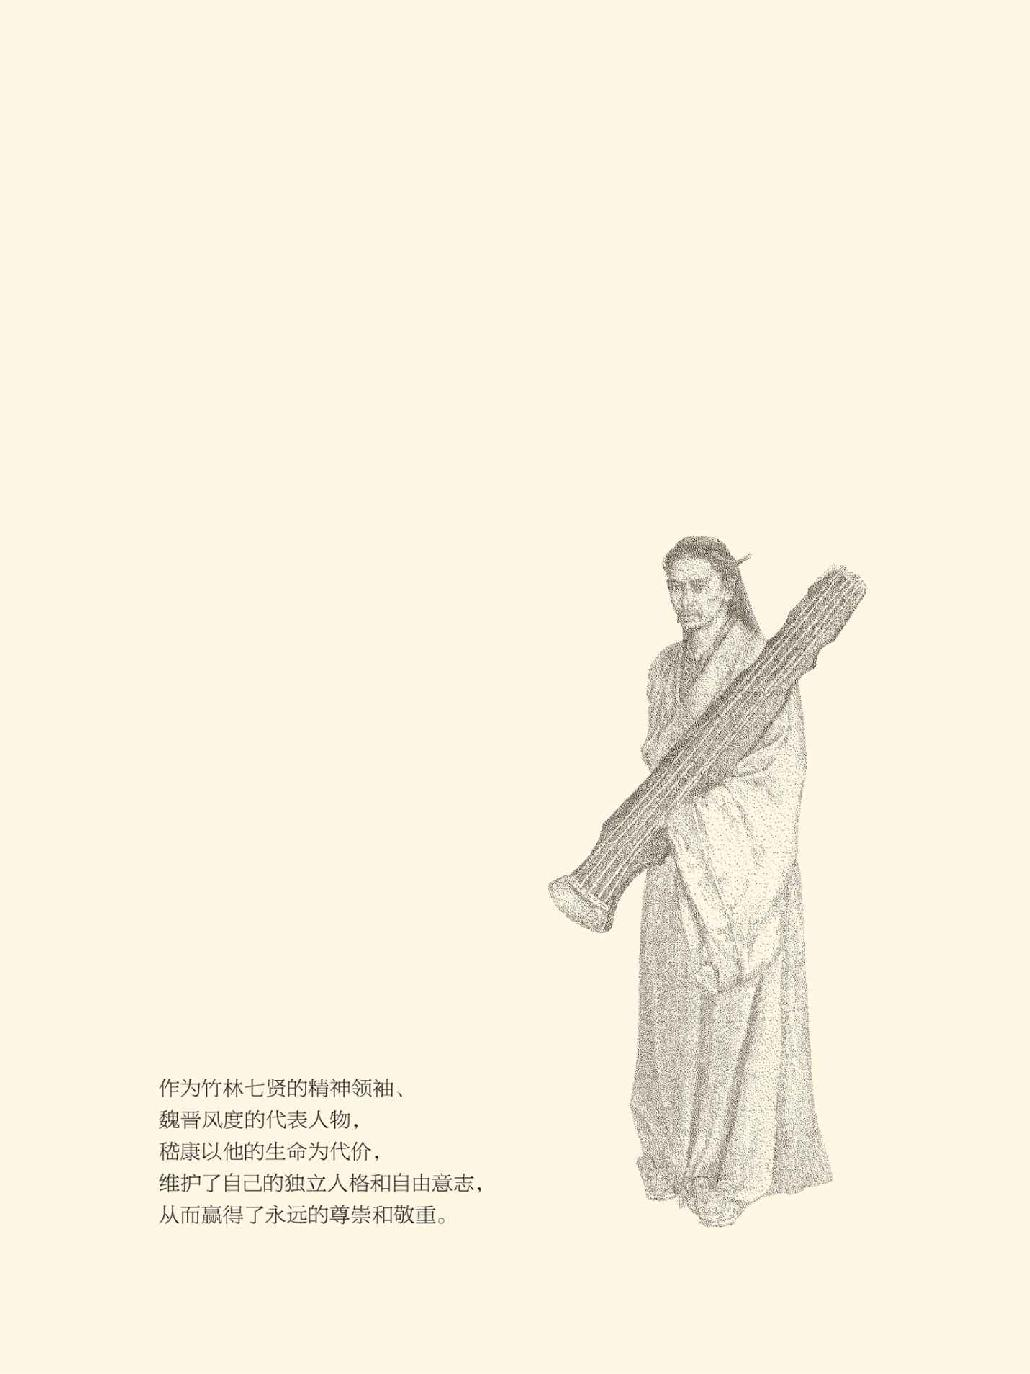 作为竹林七贤的精神领袖、
魏晋风度的代表人物，
嵇康以他的生命为代价，
维护了自己的独立人格和自由意志，
从而赢得了永远的尊崇和敬重。